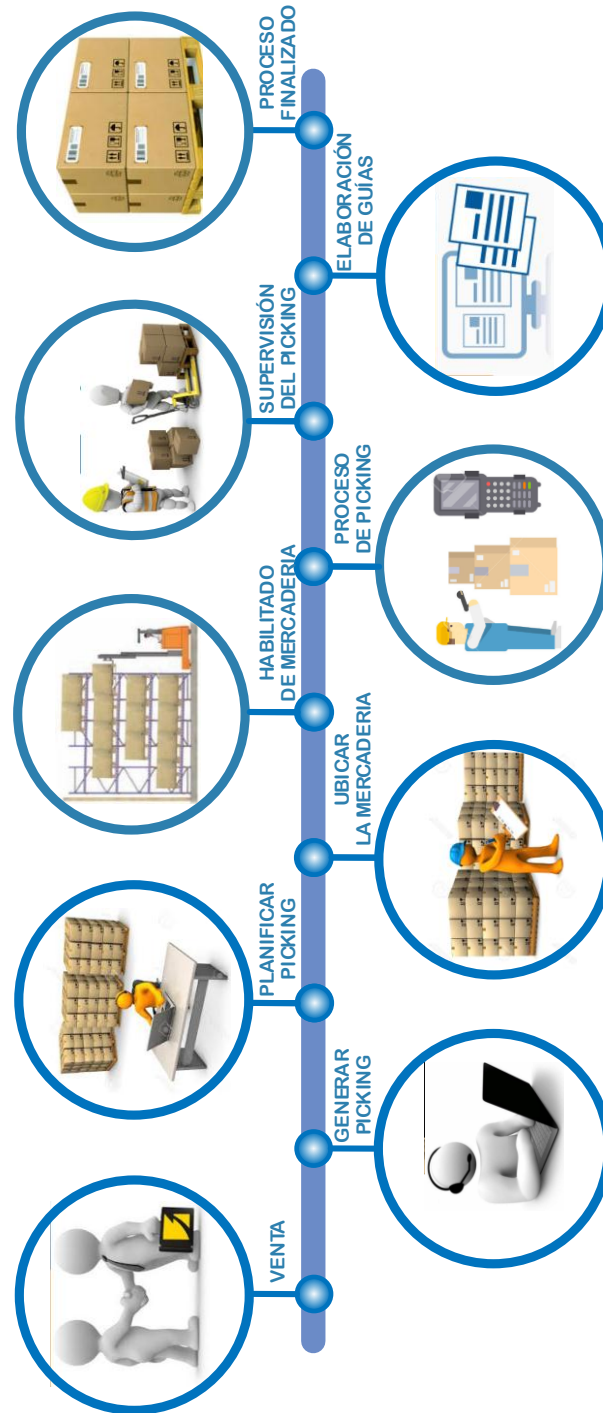 VENTA
GENERAR
PICKING
PLANIFICAR
PICKING
UBICAR
LA MERCADERIA
HABILITADO
DE MERCADERIA
PROCESO
DE PICKING
SUPERVISIÓN
DEL PICKING
ELABORACIÓN
DE GUÍAS
PROCESO
FINALIZADO